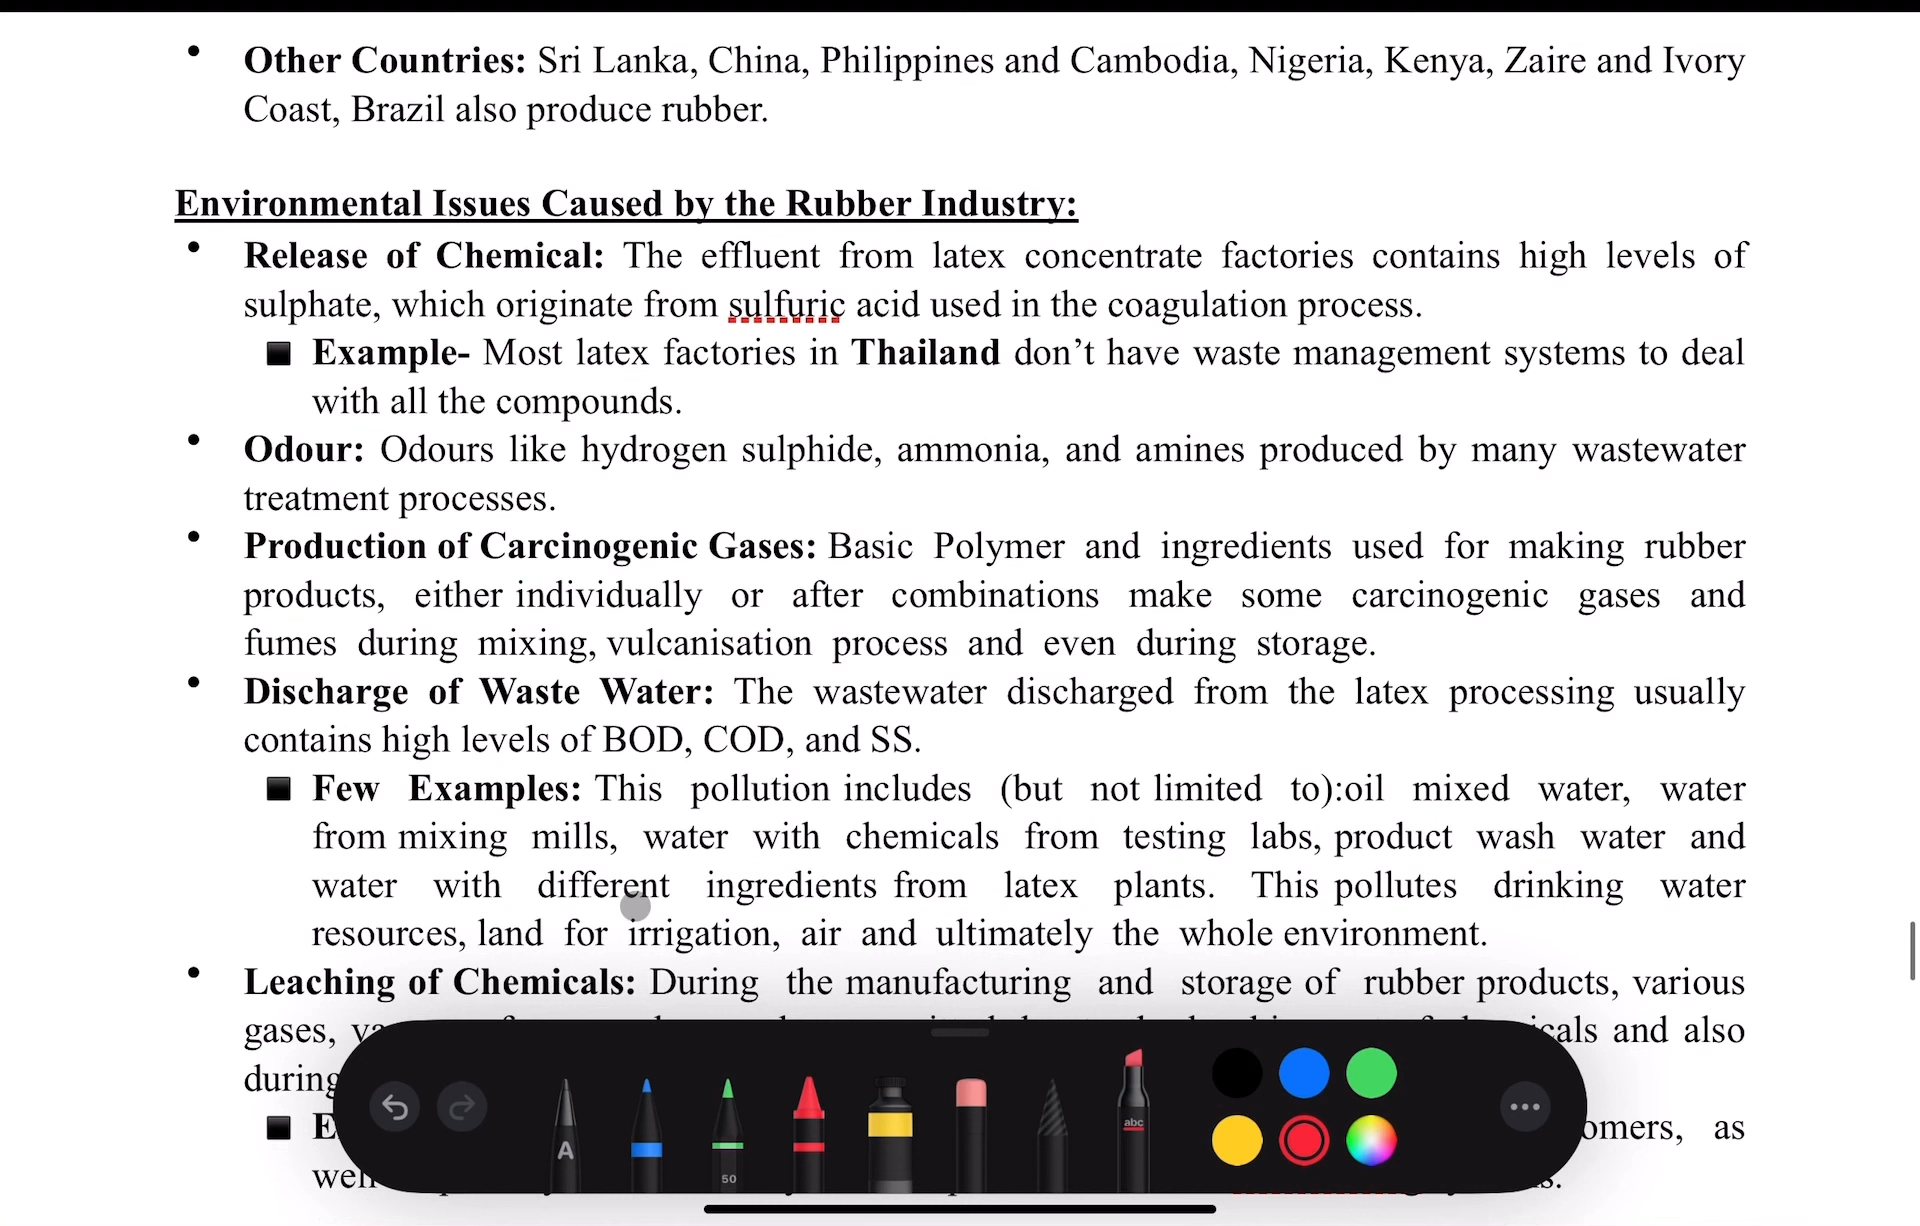 • Other Countries: Sri Lanka, China, Philippines and Cambodia, Nigeria, Kenya, Zaire and Ivory
Coast, Brazil also produce rubber.
Environmental Issues Caused by the Rubber Industry:
• Release of Chemical: The effluent from latex concentrate factories contains high levels of
sulphate, which originate from sulfuric acid used in the coagulation process.
■ Example- Most latex factories in Thailand don’t have waste management systems to deal
with all the compounds.
• Odour: Odours like hydrogen sulphide, ammonia, and amines produced by many wastewater
treatment processes.
• Production of Carcinogenic Gases: Basic Polymer and ingredients used for making rubber
products, either individually or after combinations make some carcinogenic gases and
fumes during mixing, vulcanisation process and even during storage.
• Discharge of Waste Water: The wastewater discharged from the latex processing usually
contains high levels of BOD, COD, and SS.
■ Few Examples: This pollution includes (but not limited to):oil mixed water, water
from mixing mills, water with chemicals from testing labs, product wash water and
water with different ingredients from latex plants. This pollutes drinking water
resources, land for irrigation, air and ultimately the whole environment.
• Leaching of Chemicals: During the manufacturing and storage of rubber products, various
gases, and also
during
as
A
50
abc